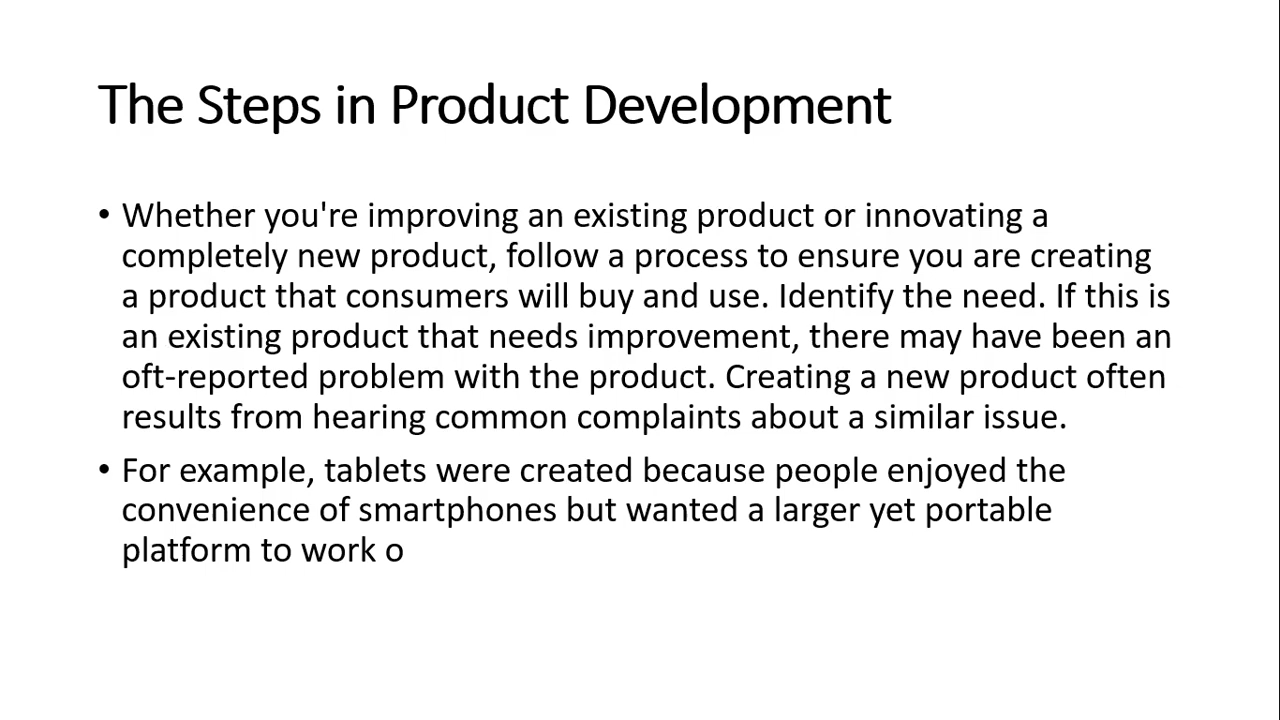 The Steps in Product Development
• Whether you're improving an existing product or innovating a
completely new product, follow a process to ensure you are creating
a product that consumers will buy and use. Identify the need. If this is
an existing product that needs improvement, there may have been an
oft-reported problem with the product. Creating a new product often
results from hearing common complaints about a similar issue.
• For example, tablets were created because people enjoyed the
convenience of smartphones but wanted a larger yet portable
platform to work o